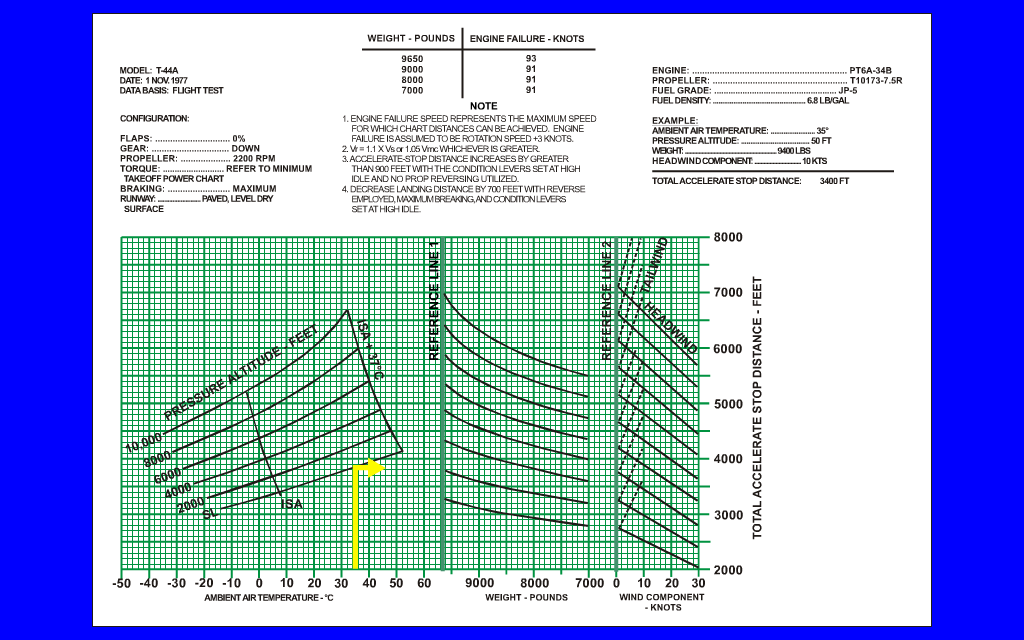 WEIGHT - POUNDS ENGINE FAILURE - KNOTS
9650 93
9000 91
8000 91
7000 91
MODEL: T-44A
DATE: 1 NOV. 1977
DATA BASIS: FLIGHT TEST
CONFIGURATION:
FLAPS: ...................... 0%
GEAR: ....................... DOWN
PROPELLER: ............... 2200 RPM
TORQUE: .......................... REFER TO MINIMUM
TAKEOFF POWER CHART
BRAKING: .......................... MAXIMUM
RUNWAY: .................. PAVED, LEVEL DRY
SURFACE
NOTE
1. ENGINE FAILURE SPEED REPRESENTS THE MAXIMUM SPEED
FOR WHICH CHART DISTANCES CAN BE ACHIEVED. ENGINE
FAILURE IS ASSUMED TO BE ROTATION SPEED +3 KNOTS.
2. Vr = 1.1 X Vs or 1.05 Vmc WHICHEVER IS GREATER.
3. ACCELERATE-STOP DISTANCE INCREASES BY GREATER
THAN 900 FEET WITH THE CONDITION LEVERS SET AT HIGH
IDLE AND NO PROP REVERSING UTILIZED.
4. DECREASE LANDING DISTANCE BY 700 FEET WITH REVERSE
EMPLOYED, MAXIMUM BREAKING, AND CONDITION LEVERS
SET AT HIGH IDLE.
ENGINE: .................................................. PT6A-34B
PROPELLER: ........................................... T10173-7.5R
FUEL GRADE: ........................................ JP-5
FUEL DENSITY: ........................................ 6.8 LB/GAL
EXAMPLE:
AMBIENT AIR TEMPERATURE: ................... 35°
PRESSURE ALTITUDE: ............................. 50 FT
WEIGHT: ....................................... 9400 LBS
HEADWIND COMPONENT: .................... 10 KTS
TOTAL ACCELERATE STOP DISTANCE: 3400 FT
REFERENCE LINE 1
REFERENCE LINE 2
TAILWIND
HEADWIND
PRESSURE ALTITUDE - FEET
ISA + 37°C
10,000
8000
6000
4000
2000
SL
ISA
8000
7000
6000
5000
4000
3000
2000
TOTAL ACCELERATE STOP DISTANCE - FEET
-50 -40 -30 -20 -10 0 10 20 30 40 50 60 9000 8000 7000 0 10 20 30
AMBIENT AIR TEMPERATURE - °C WEIGHT - POUNDS WIND COMPONENT
- KNOTS